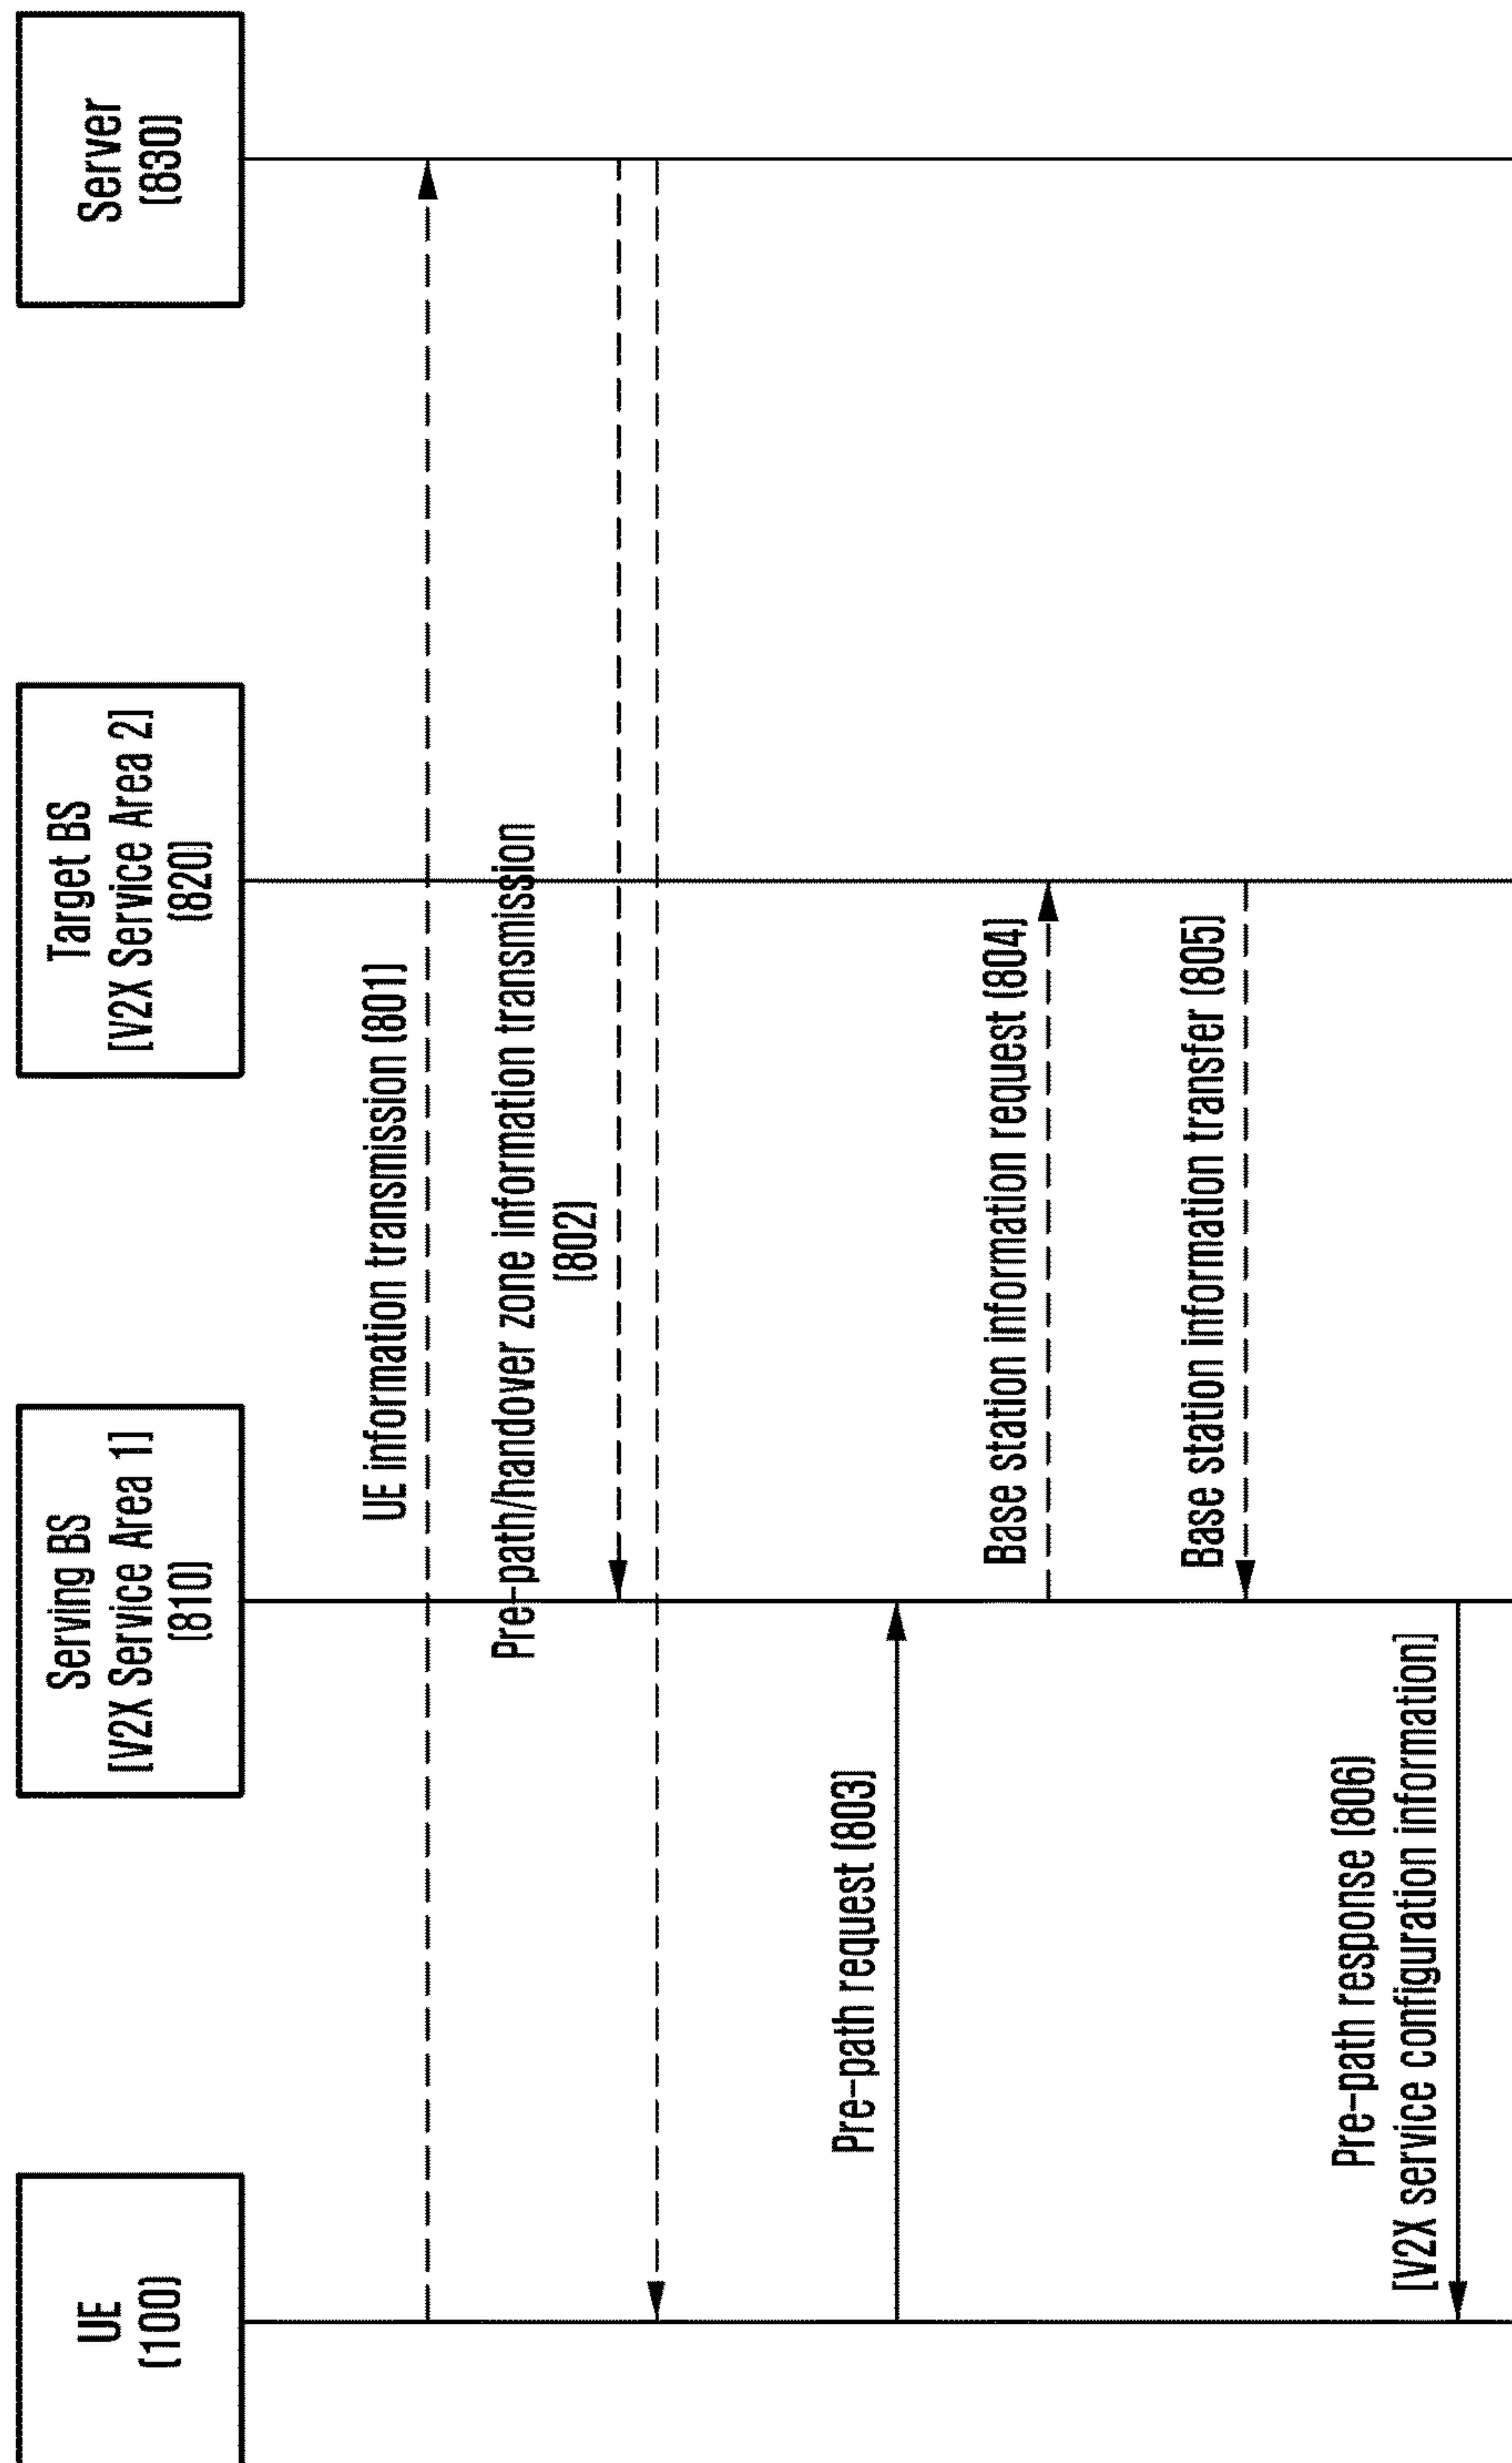 UE
(100)
Serving BS
[V2X Service Area 1]
(810)
Target BS
[V2X Service Area 2]
(820)
Server
(830)
UE information transmission (801)
Pre-path/handover zone information transmission
(802)
Pre-path request (803)
Base station information request (804)
Base station information transfer (805)
Pre-path response (806)
[V2X service configuration information]